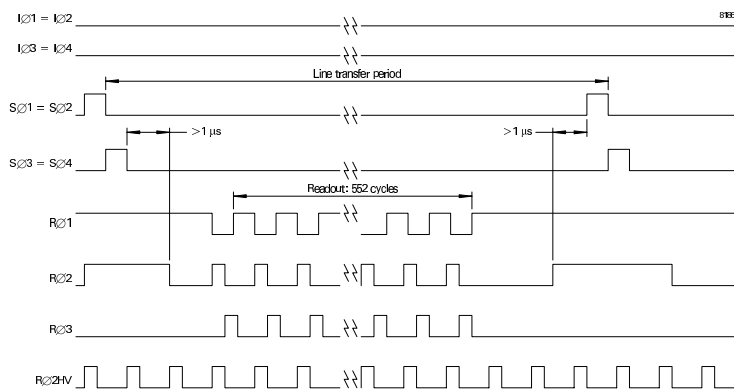 IØ1 = IØ2
IØ3 = IØ4
Line transfer period
SØ1 = SØ2
>1 μs
>1 μs
SØ3 = SØ4
Readout: 552 cycles
RØ1
RØ2
RØ3
RØ2HV